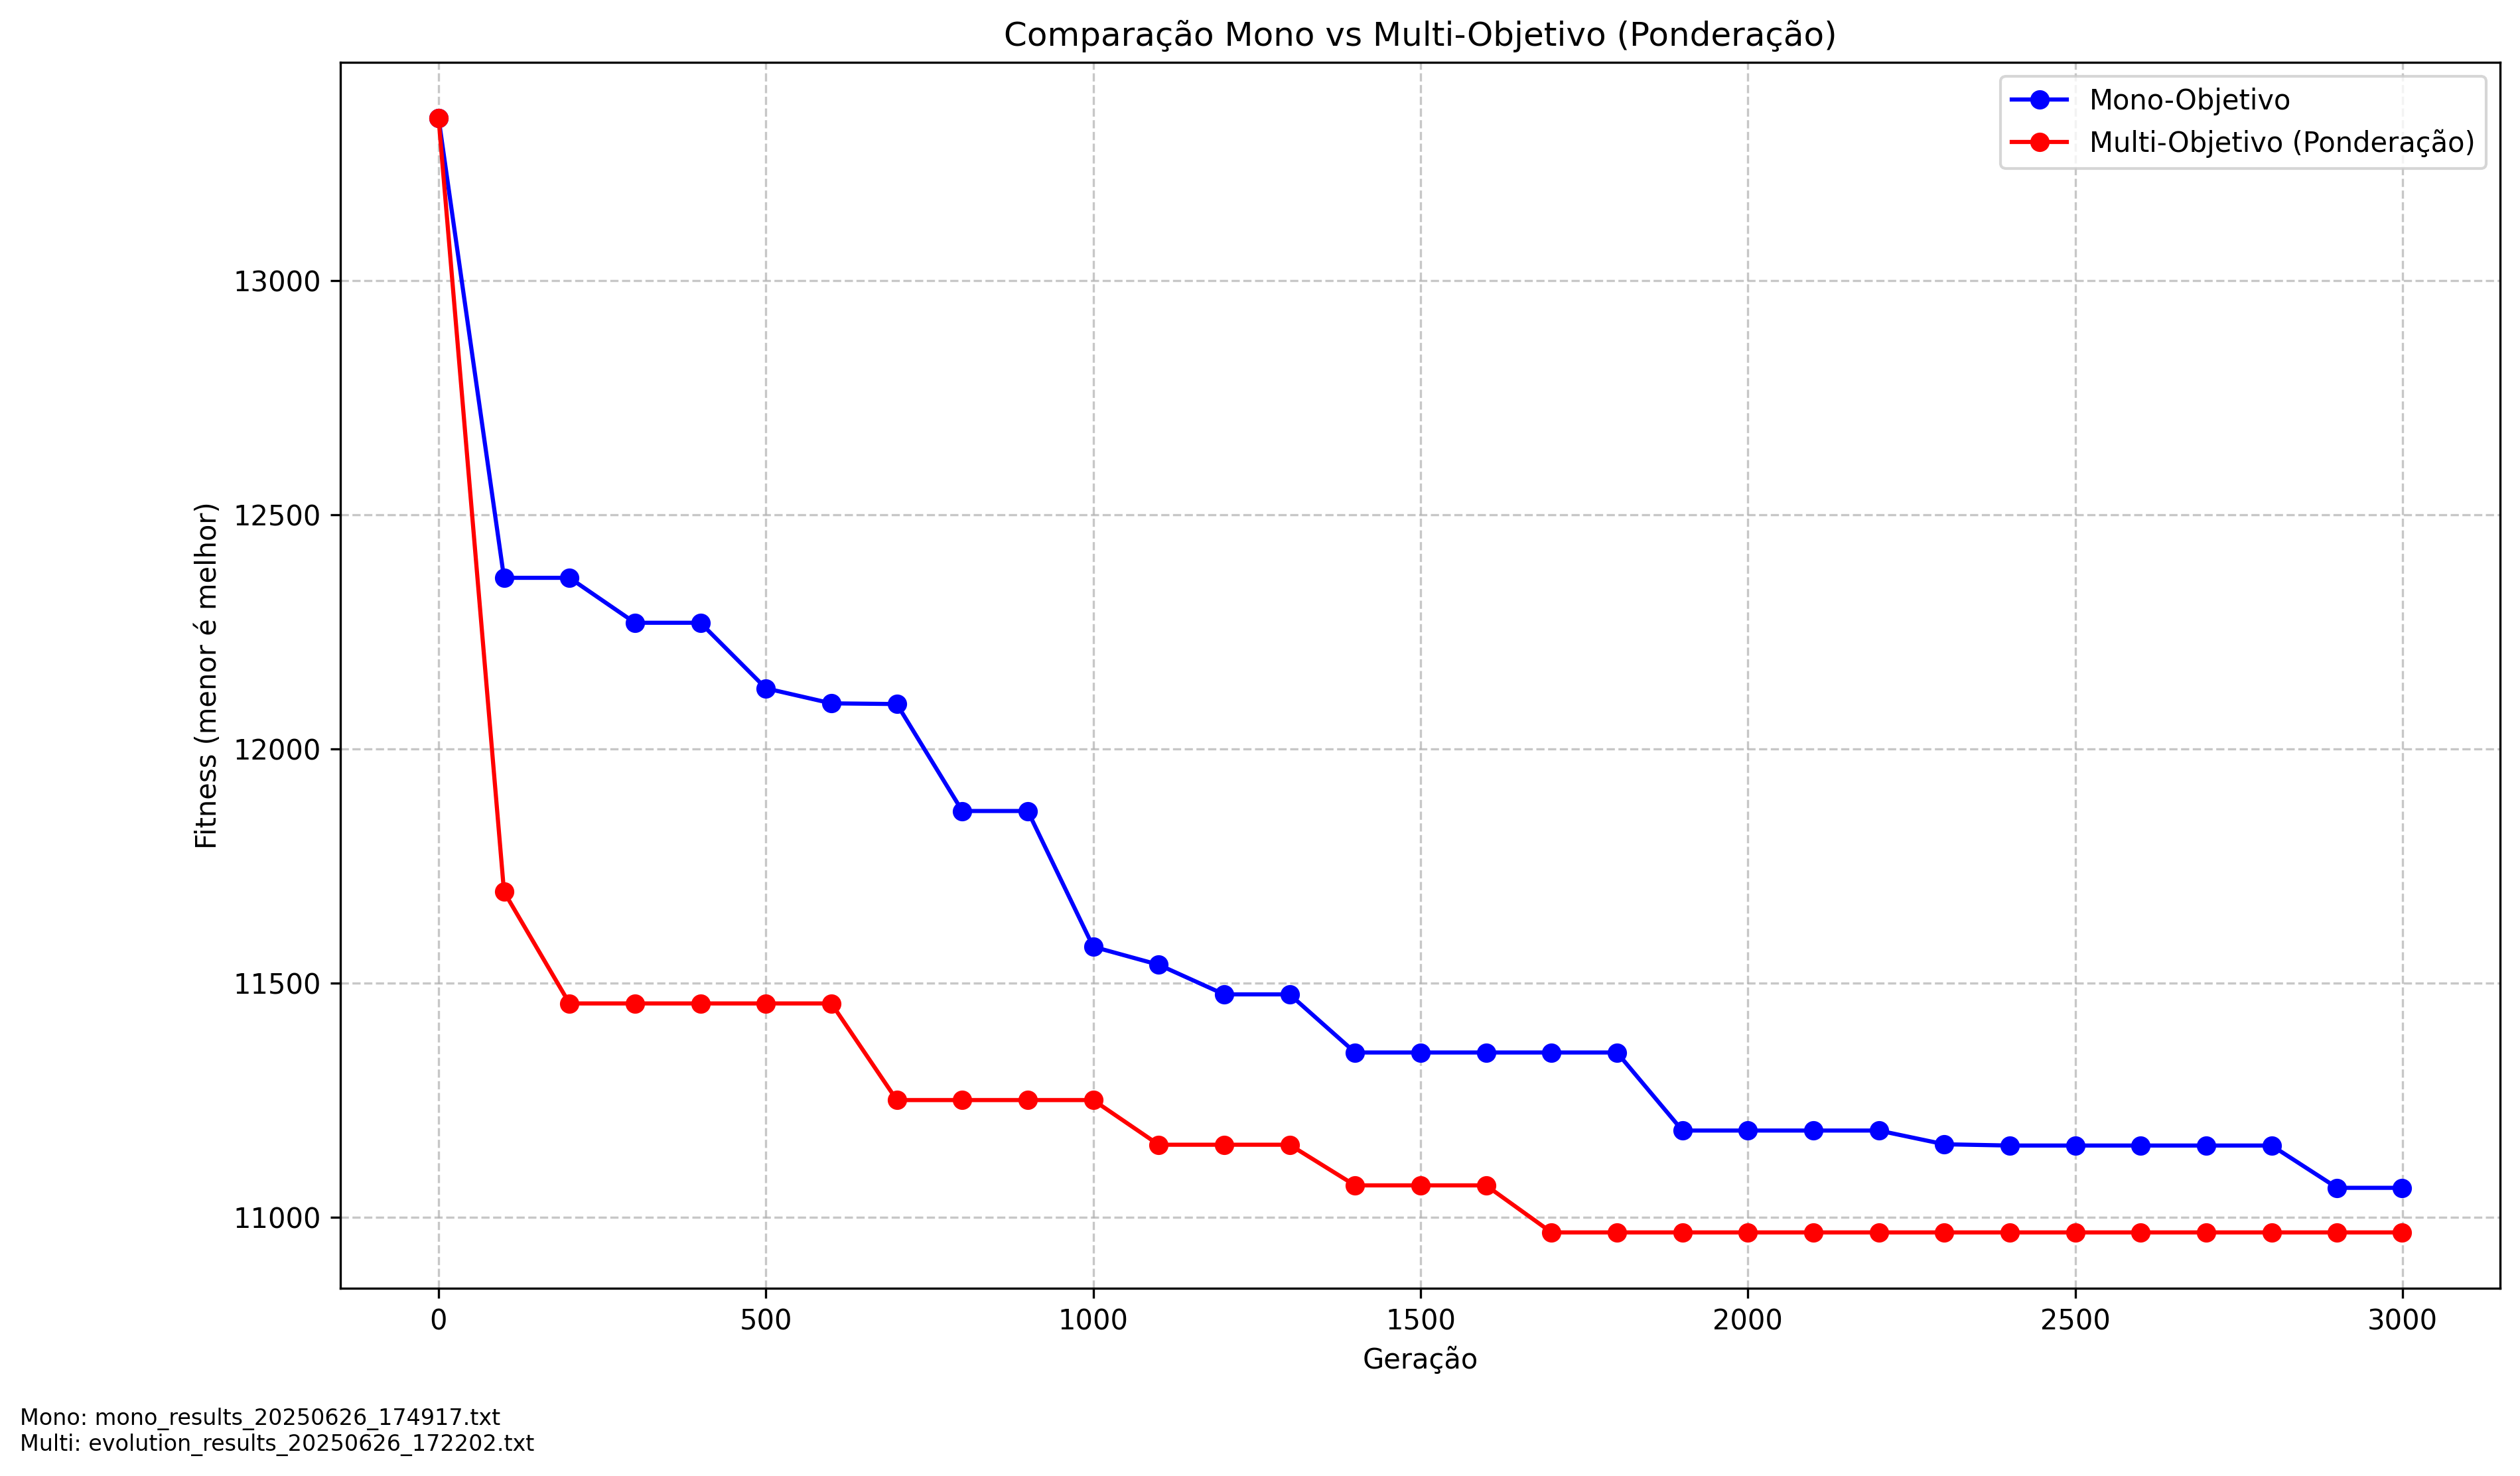 Comparação Mono vs Multi-Objetivo (Ponderação)
Mono-Objetivo
Multi-Objetivo (Ponderação)
Fitness (menor é melhor)
13000
12500
12000
11500
11000
0
500
1000
1500
2000
2500
3000
Geração
Mono: mono_results_20250626_174917.txt
Multi: evolution_results_20250626_172202.txt